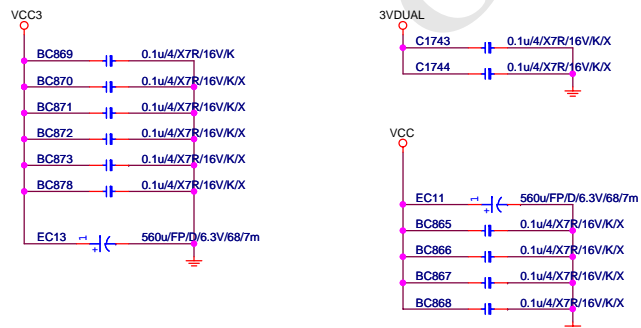 VCC3
BC869 0.1u/4/X7R/16V/K
BC870 0.1u/4/X7R/16V/K/X
BC871 0.1u/4/X7R/16V/K/X
BC872 0.1u/4/X7R/16V/K/X
BC873 0.1u/4/X7R/16V/K/X
BC878 0.1u/4/X7R/16V/K/X
EC13 1 + 560u/FP/D/6.3V/68/7m
3VDUAL
C1743 0.1u/4/X7R/16V/K/X
C1744 0.1u/4/X7R/16V/K/X
VCC
EC11 1 + 560u/FP/D/6.3V/68/7m
BC865 0.1u/4/X7R/16V/K/X
BC866 0.1u/4/X7R/16V/K/X
BC867 0.1u/4/X7R/16V/K/X
BC868 0.1u/4/X7R/16V/K/X